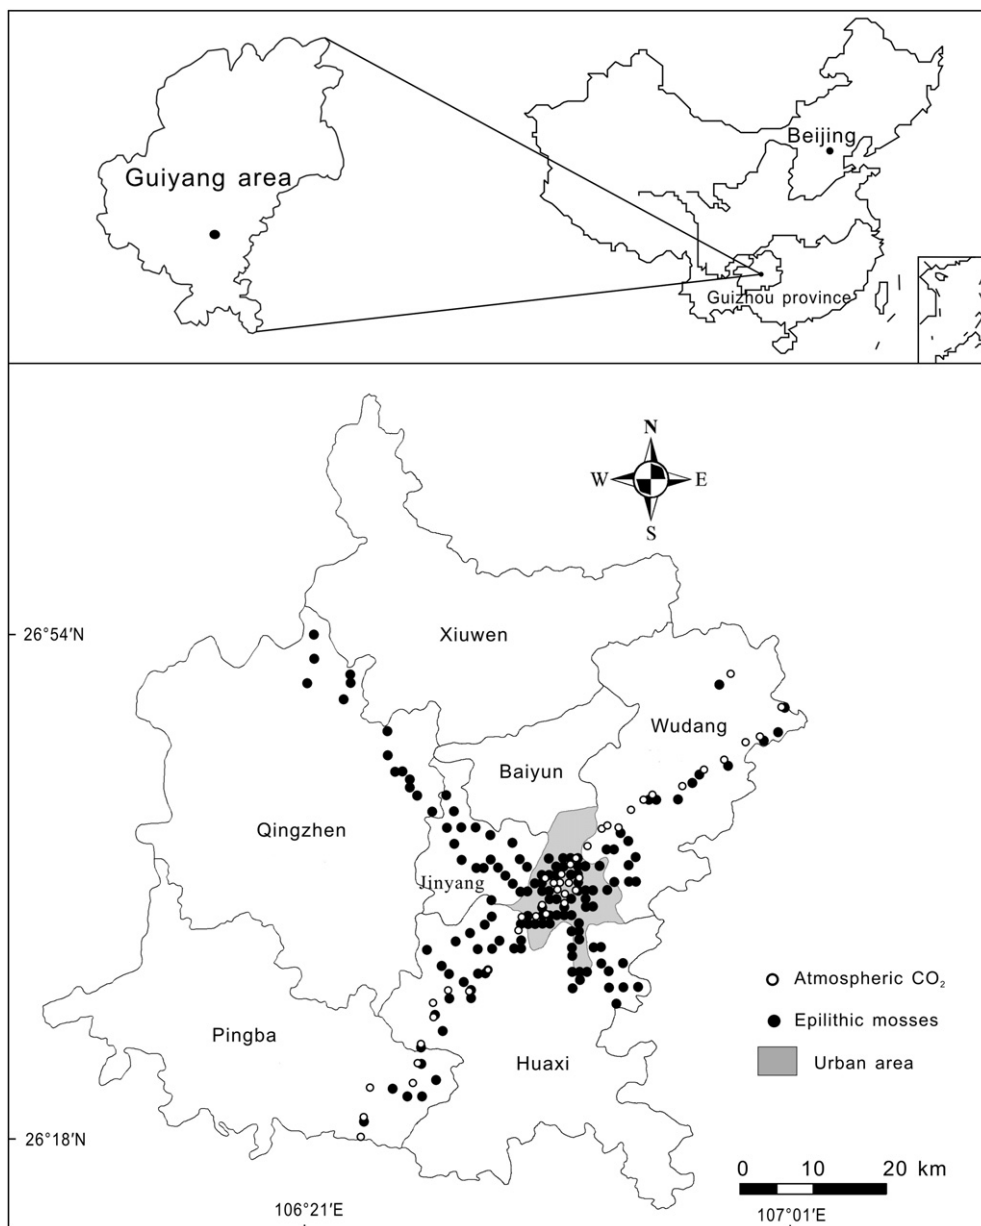 Beijing
Guiyang area
Guizhou province
N
W E
S
26°54′N
Xiuwen
Wudang
Baiyun
Qingzhen
Jinyang
Atmospheric CO₂
Epilithic mosses
Pingba
Huaxi
Urban area
26°18′N
0 10 20 km
106°21′E
107°01′E